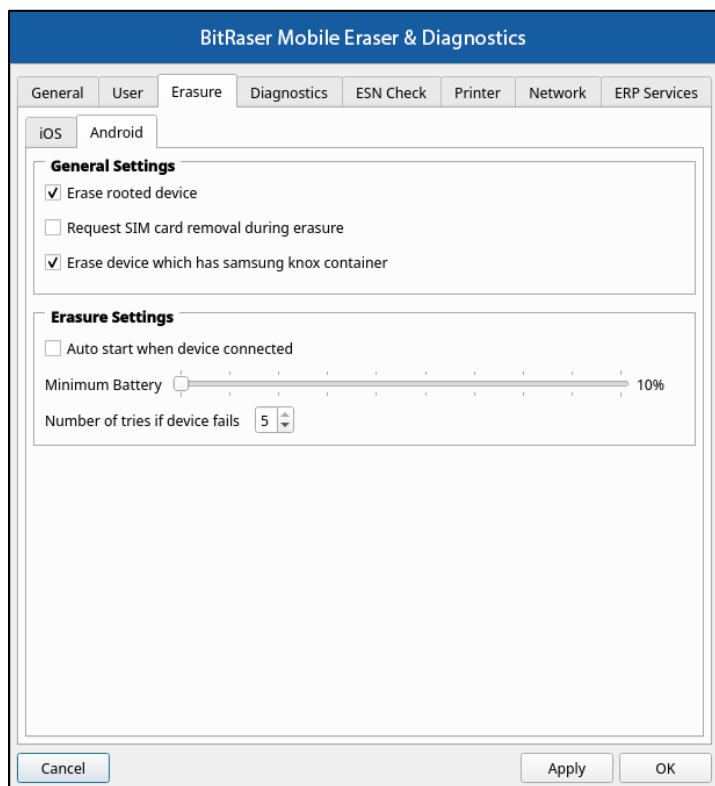 BitRaser Mobile Eraser & Diagnostics
General User Erasure Diagnostics ESN Check Printer Network ERP Services
iOS Android
General Settings
Erase rooted device
Request SIM card removal during erasure
Erase device which has samsung knox container
Erasure Settings
Auto start when device connected
Minimum Battery 10%
Number of tries if device fails 5
Cancel Apply OK